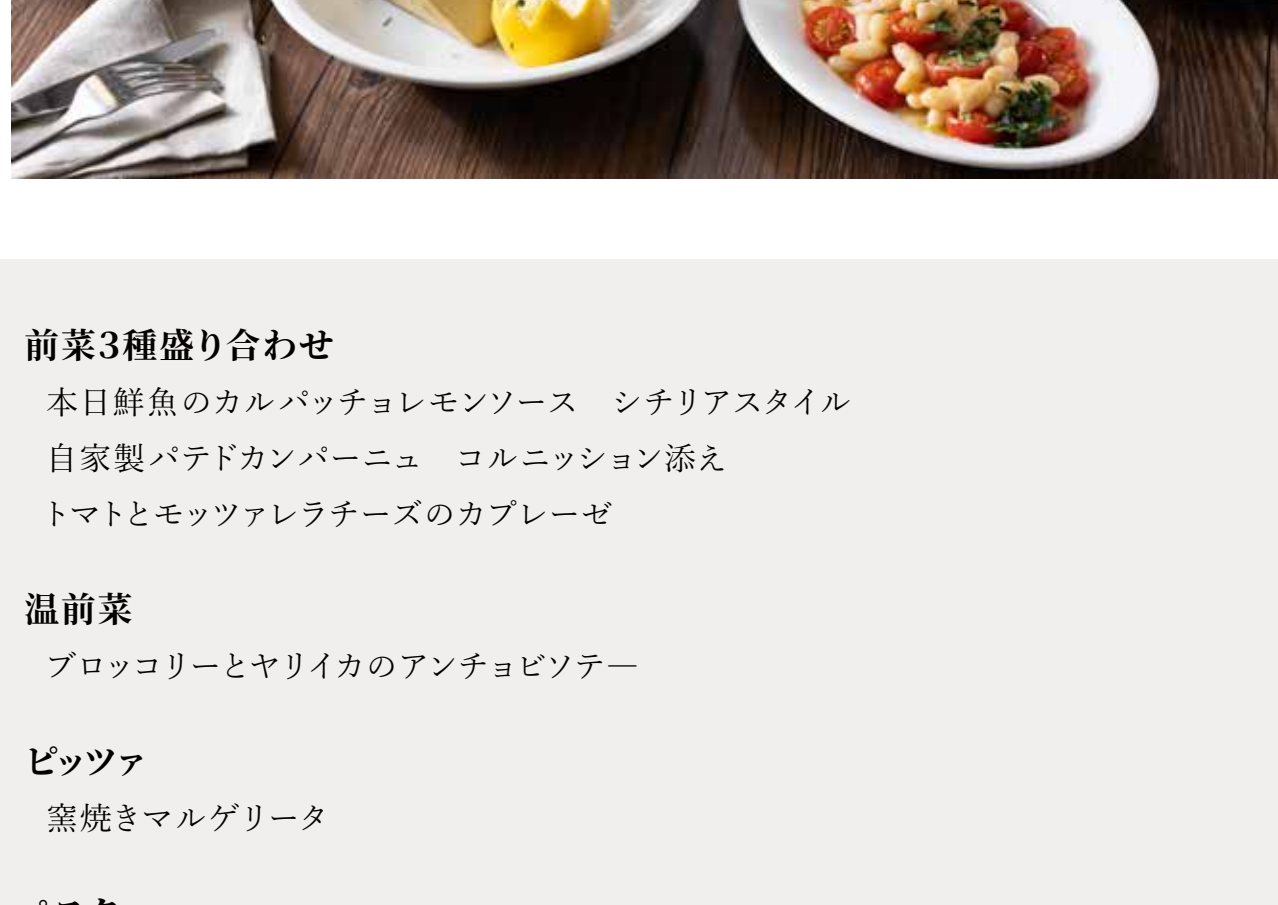 前菜3種盛り合わせ
本日鮮魚のカルパッチョレモンソース　シチリアスタイル
自家製パテドカンパーニュ　コルニッション添え
トマトとモッツァレラチーズのカプレーゼ
温前菜
ブロッコリーとヤリイカのアンチョビソテ―
ピッツァ
窯焼きマルゲリータ